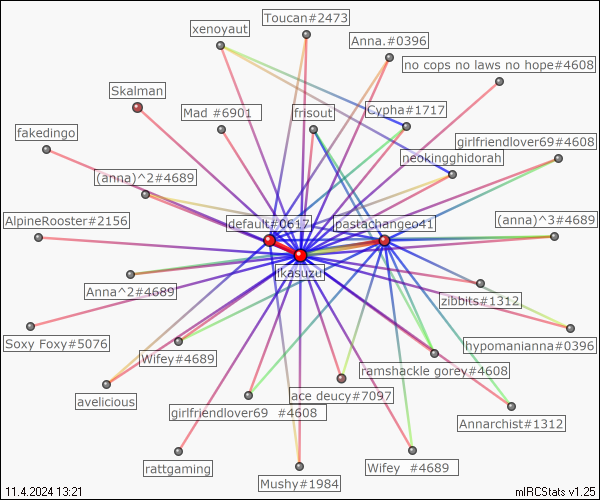 Toucan#2473
xenoyaut
Anna.#0396
no cops no laws no hope#4608
Skalman
Mad #6901
frisout
Cypha#1717
fakedingo
girlfriendlover69#4608
neokingghidorah
(anna)^2#4689
AlpineRooster#2156
default#0617
pastachangeo41
(anna)^3#4689
ikasuzu
Anna^2#4689
zibbits#1312
Soxy Foxy#5076
Wifey#4689
hypomanianna#0396
ramshackle gorey#4608
avelicious
ace deucy#7097
girlfriendlover69  #4608
Annarchist#1312
rattgaming
Wifey  #4689
Mushy#1984
11.4.2024 13:21
mIRCStats v1.25